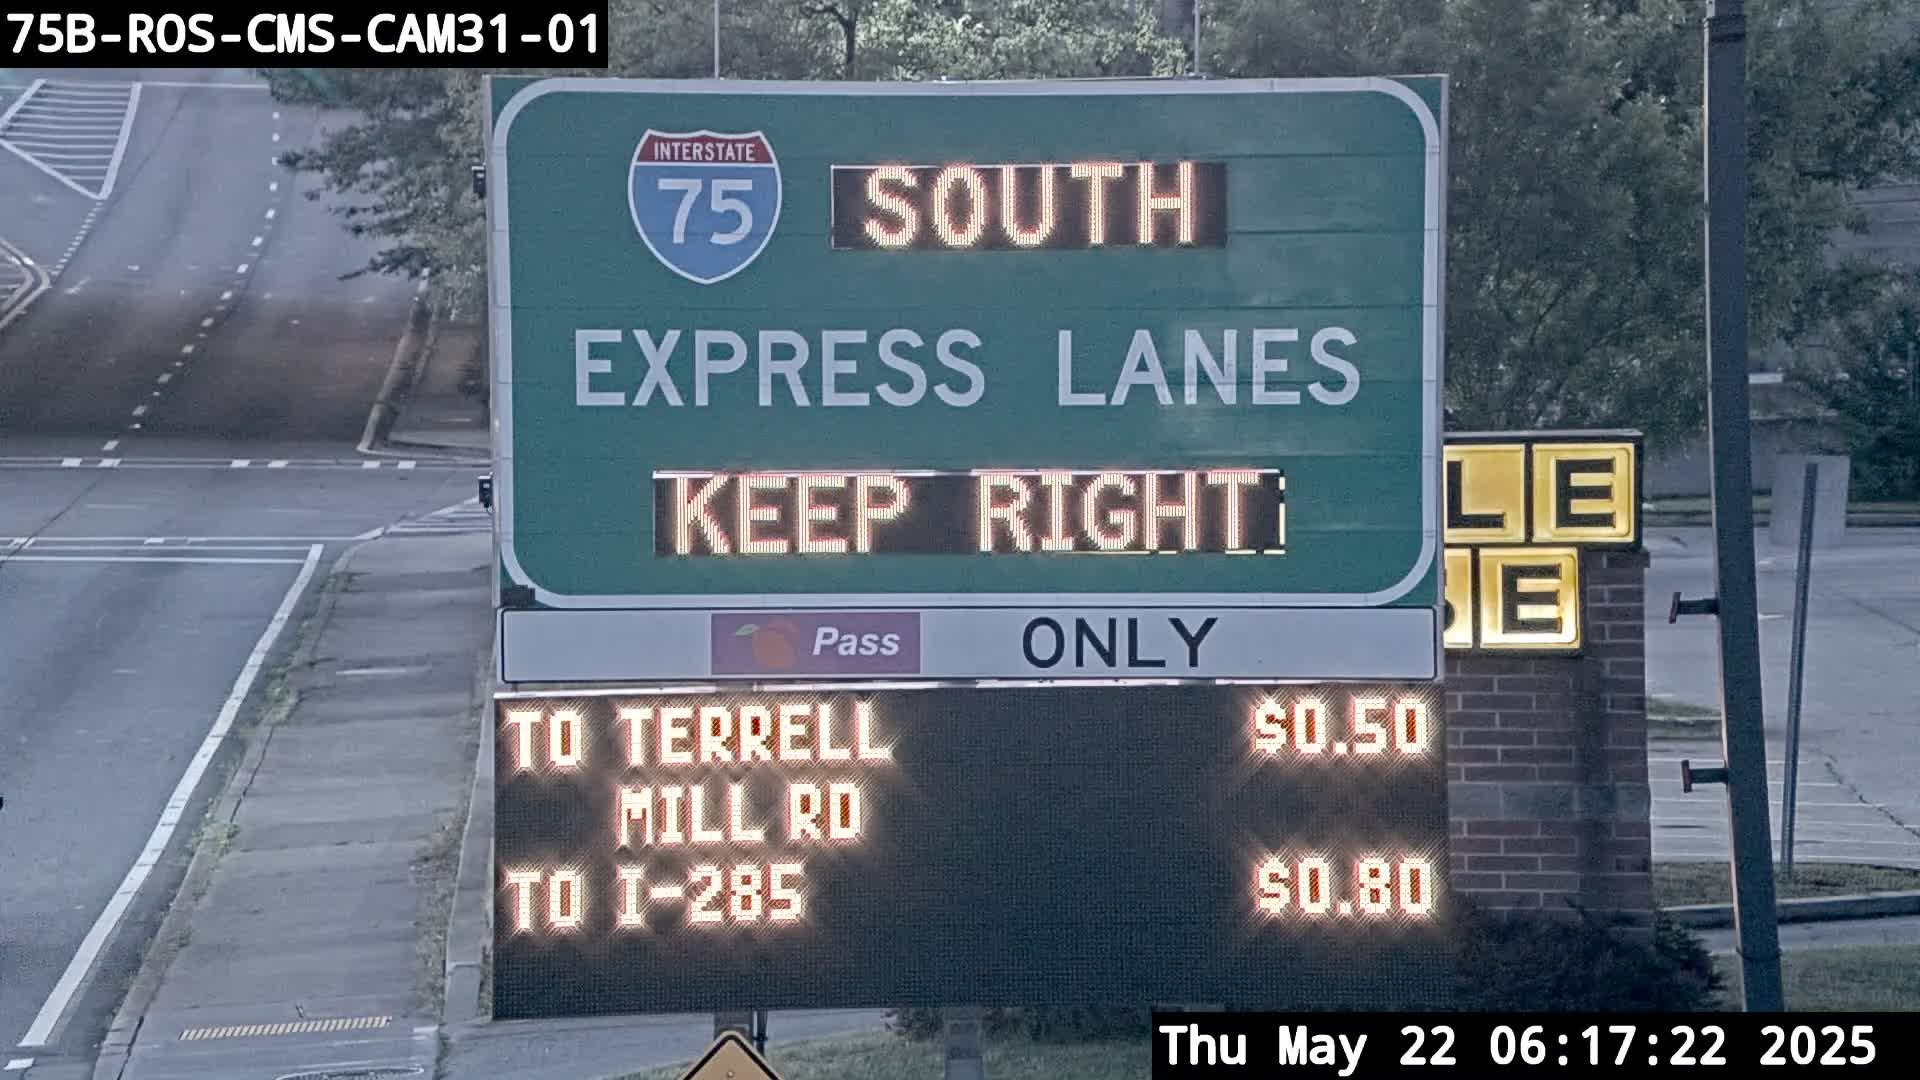 75B-ROS-CMS-CAM31-01
INTERSTATE
75
SOUTH
EXPRESS LANES
KEEP RIGHT
Pass ONLY
TO TERRELL $0.50
MILL RD
TO I-285 $0.80
LE
E
Thu May 22 06:17:22 2025